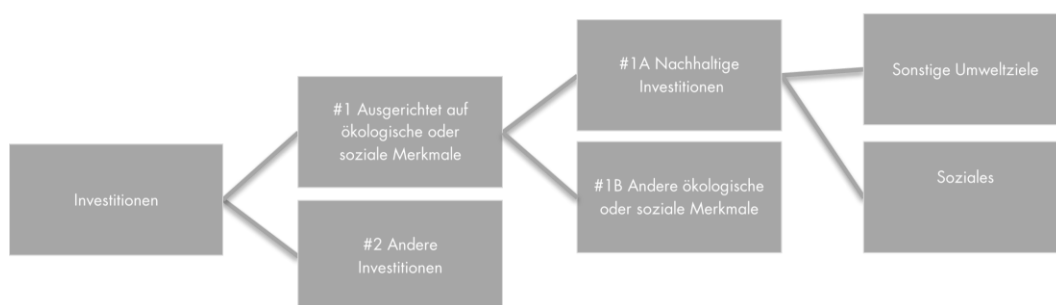 Investitionen
#1 Ausgerichtet auf
ökologische oder
soziale Merkmale
#2 Andere
Investitionen
#1A Nachhaltige
Investitionen
#1B Andere ökologische
oder soziale Merkmale
Sonstige Umweltziele
Soziales